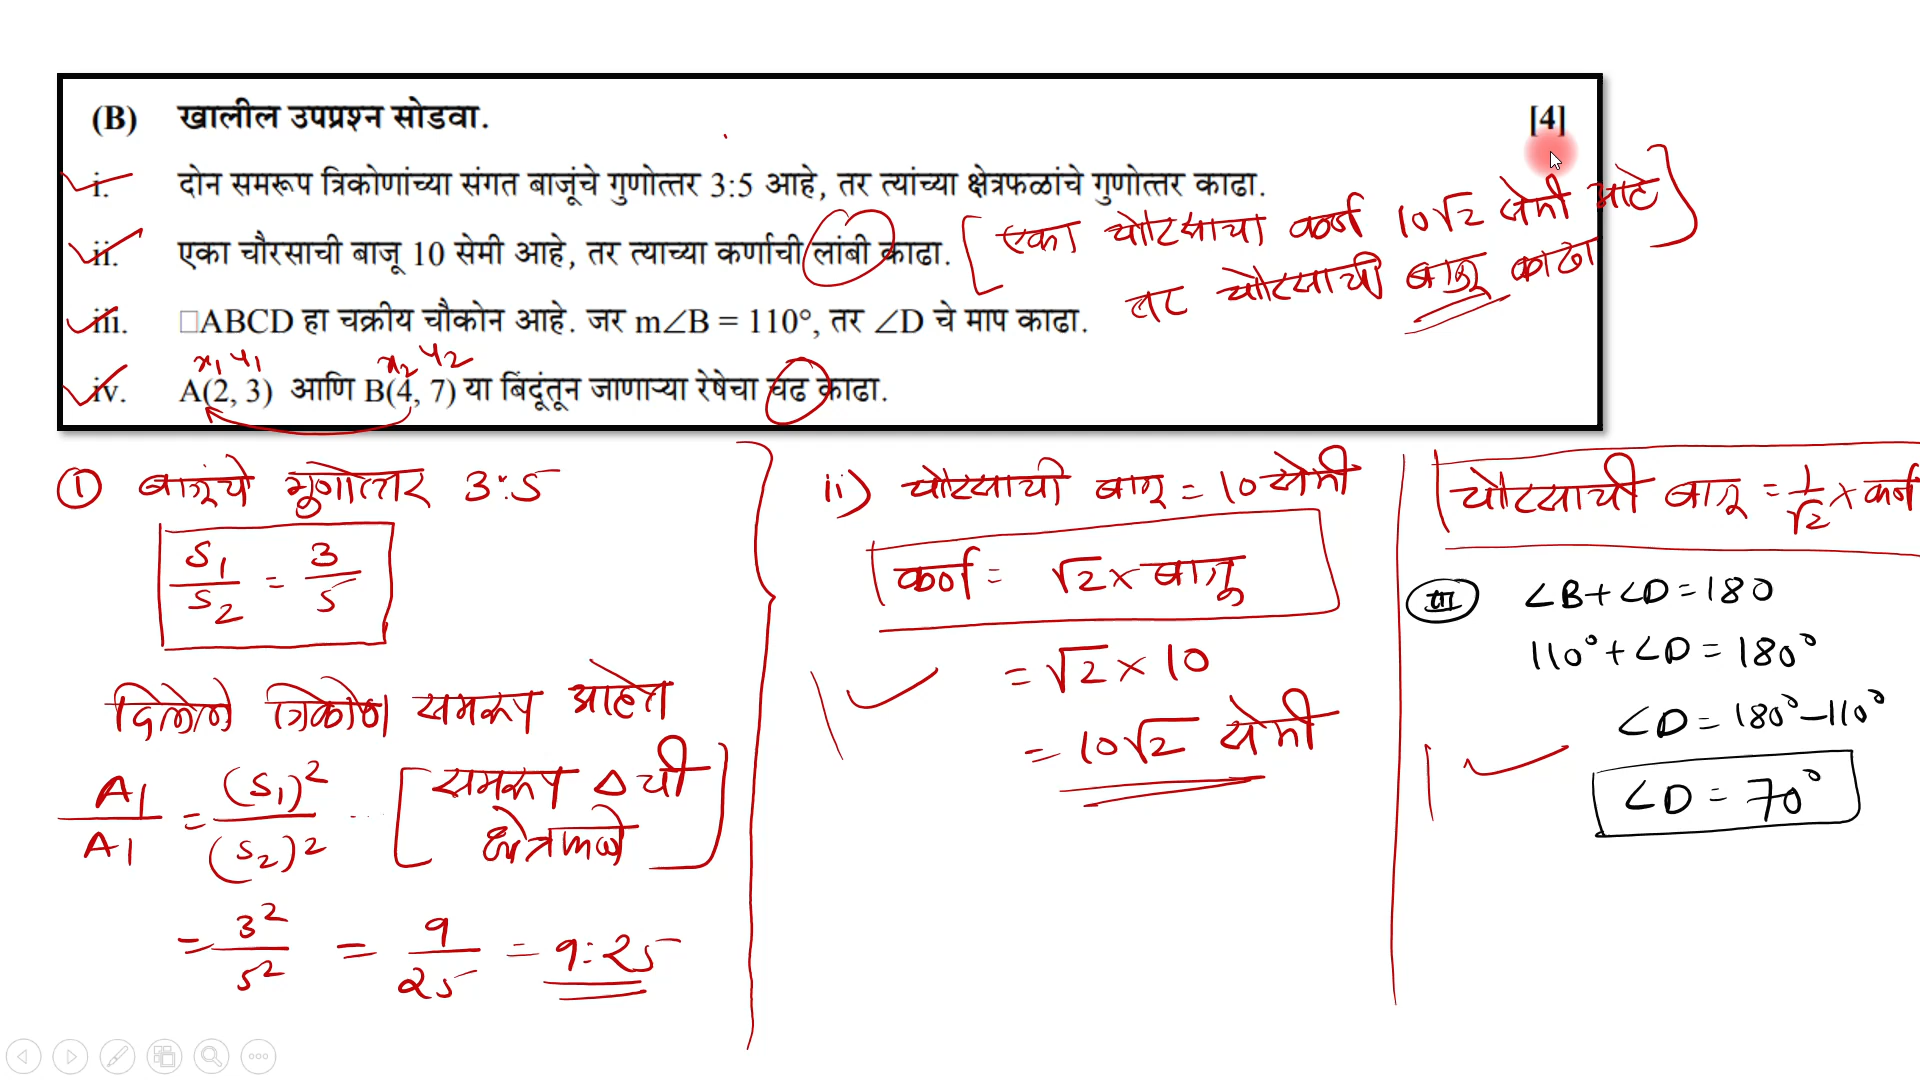 (B) खालील उपप्रश्न सोडवा. [4]
i. दोन समरूप त्रिकोणांच्या संगत बाजूंचे गुणोत्तर 3:5 आहे, तर त्यांच्या क्षेत्रफळांचे गुणोत्तर काढा.
ii. एका चौरसाची बाजू 10 सेमी आहे, तर त्याच्या कर्णाची लांबी काढा.
[एका चौरसाचा कर्ण 10√2 सेमी आहे
तर चौरसाची बाजू काढा]
iii. □ABCD हा चक्रीय चौकोन आहे. जर m∠B = 110°, तर ∠D चे माप काढा.
x1 y1 x2 y2
iv. A(2, 3) आणि B(4, 7) या बिंदूंतून जाणाऱ्या रेषेचा चढ काढा.
① बाजूंचे गुणोत्तर 3:5
S1/S2 = 3/5
दिलेले त्रिकोण समरूप आहेत
A1/A1 = (S1)²/(S2)² ... [समरूप Δ ची
क्षेत्रफळे]
= 3²/5² = 9/25 = 9:25
ii) चौरसाची बाजू = 10 सेमी
कर्ण = √2 × बाजू
= √2 × 10
= 10√2 सेमी
चौरसाची बाजू = 1/√2 × कर्ण
iii ∠B + ∠D = 180
110° + ∠D = 180°
∠D = 180° - 110°
∠D = 70°